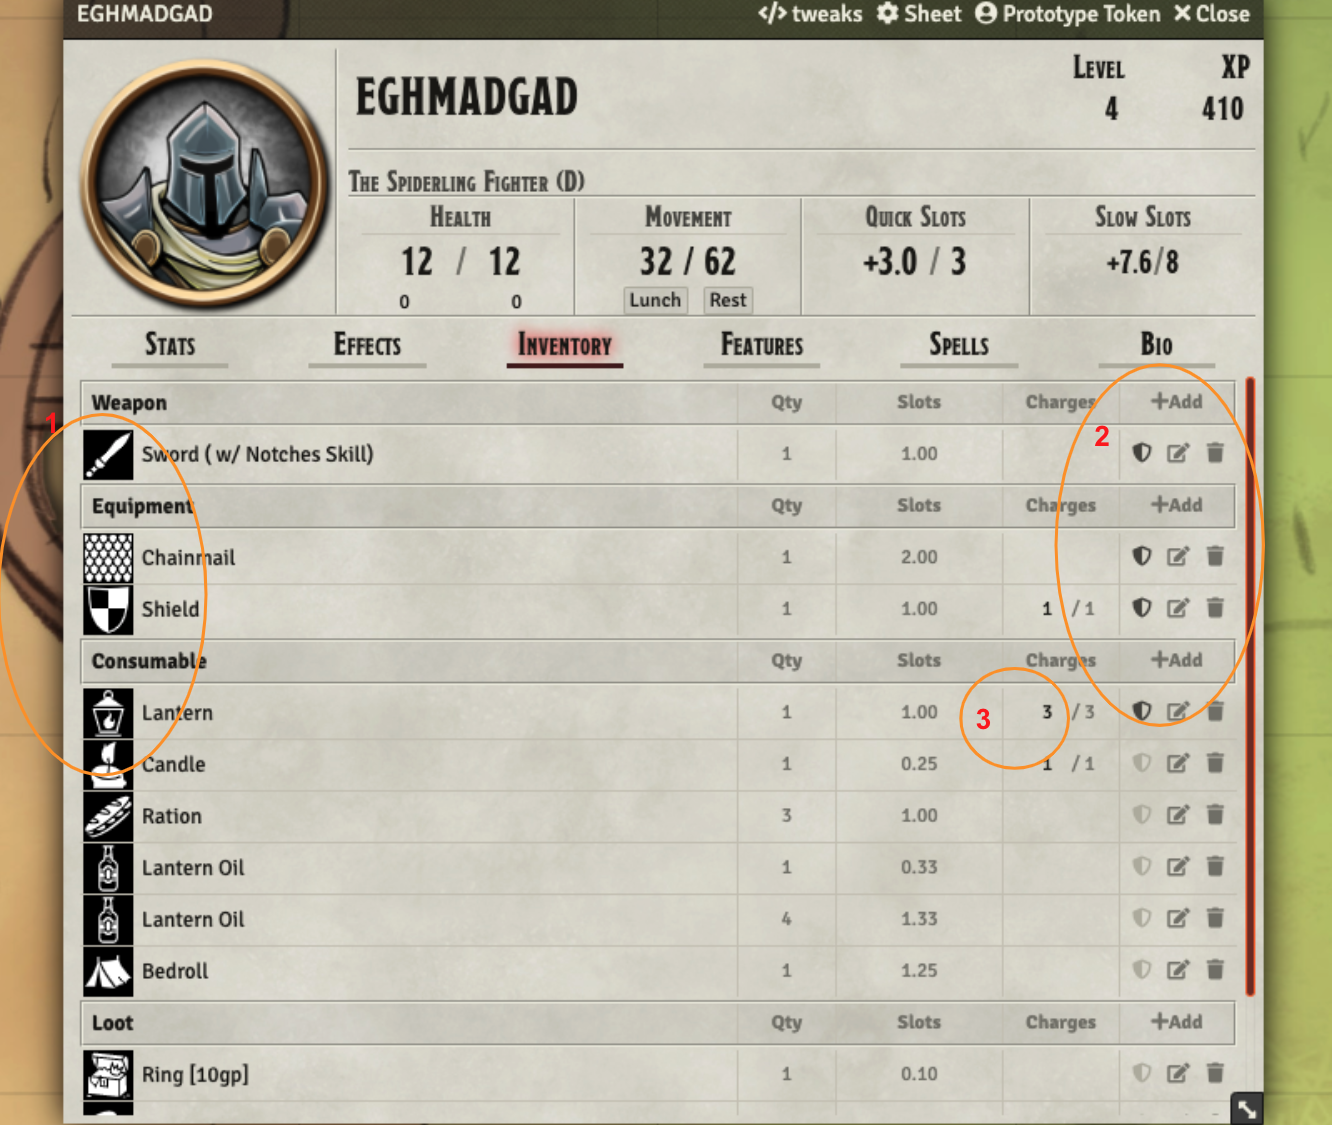 EGHMADGAD
</> tweaks Sheet Prototype Token Close
EGHMADGAD
Level XP
4 410
The Spiderling Fighter (D)
Health Movement Quick Slots Slow Slots
12 / 12 32 / 62 +3.0 / 3 +7.6/8
0 0 Lunch Rest
Stats Effects Inventory Features Spells Bio
Weapon Qty Slots Charges +Add
1
2
Sword ( w/ Notches Skill) 1 1.00
Equipment Qty Slots Charges +Add
Chainmail 1 2.00
Shield 1 1.00 1 / 1
Consumable Qty Slots Charges +Add
Lantern 1 1.00 3 3 / 3
Candle 1 0.25 1 / 1
Ration 3 1.00
Lantern Oil 1 0.33
Lantern Oil 4 1.33
Bedroll 1 1.25
Loot Qty Slots Charges +Add
Ring [10gp] 1 0.10